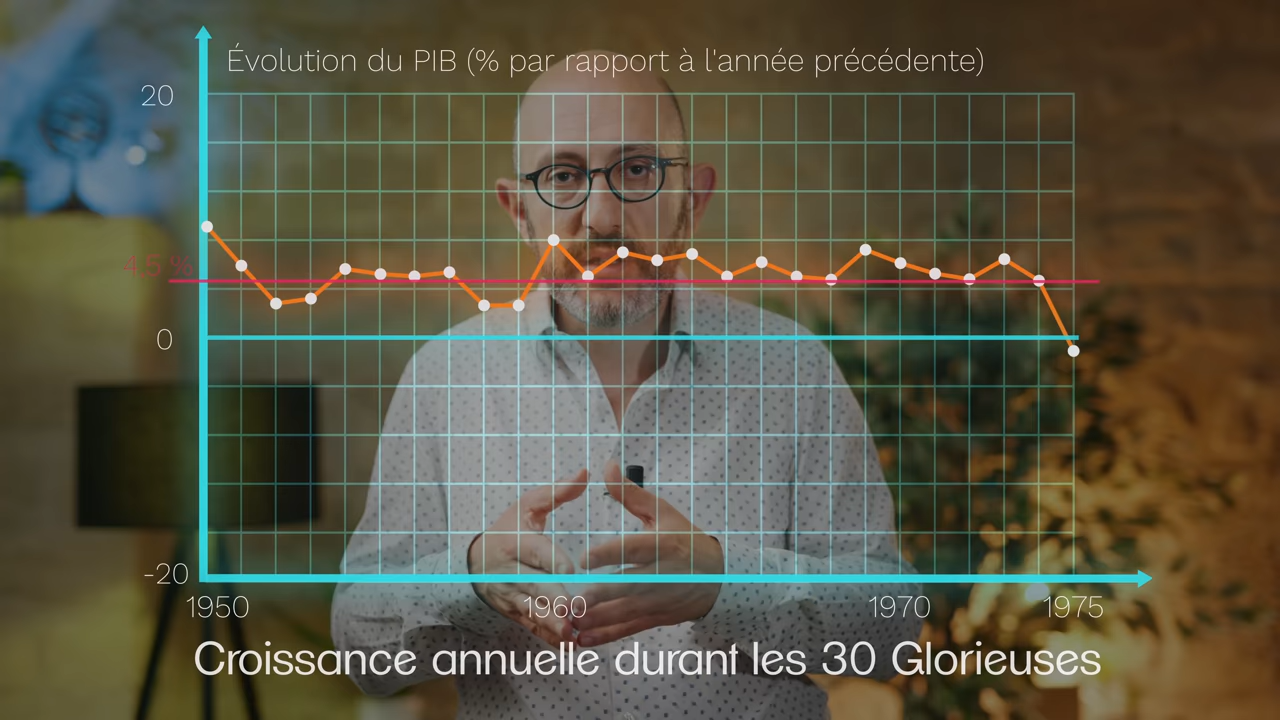 Évolution du PIB (% par rapport à l'année précédente)
20
4.5 %
0
-20
1950 1960 1970 1975
Croissance annuelle durant les 30 Glorieuses